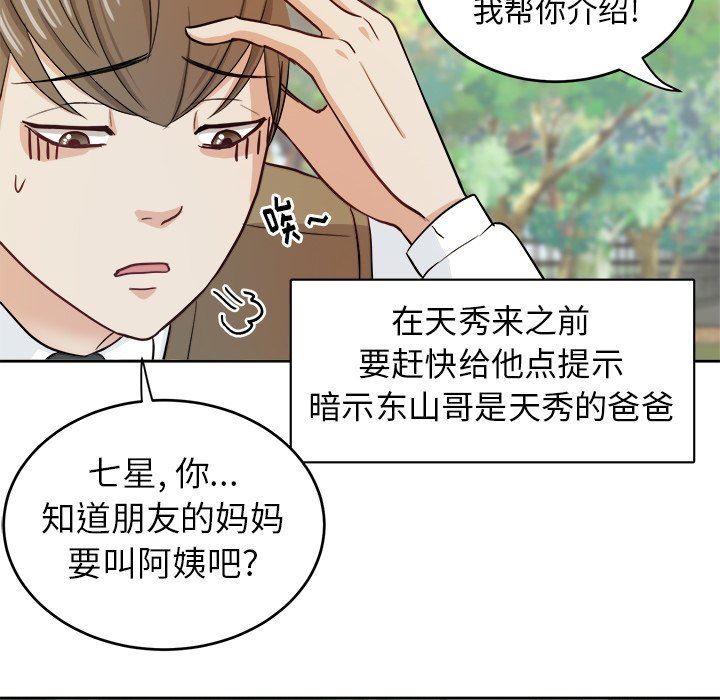 我帮你介绍!
唉~
在天秀来之前
要赶快给他点提示
暗示东山哥是天秀的爸爸
七星, 你...
知道朋友的妈妈
要叫阿姨吧?